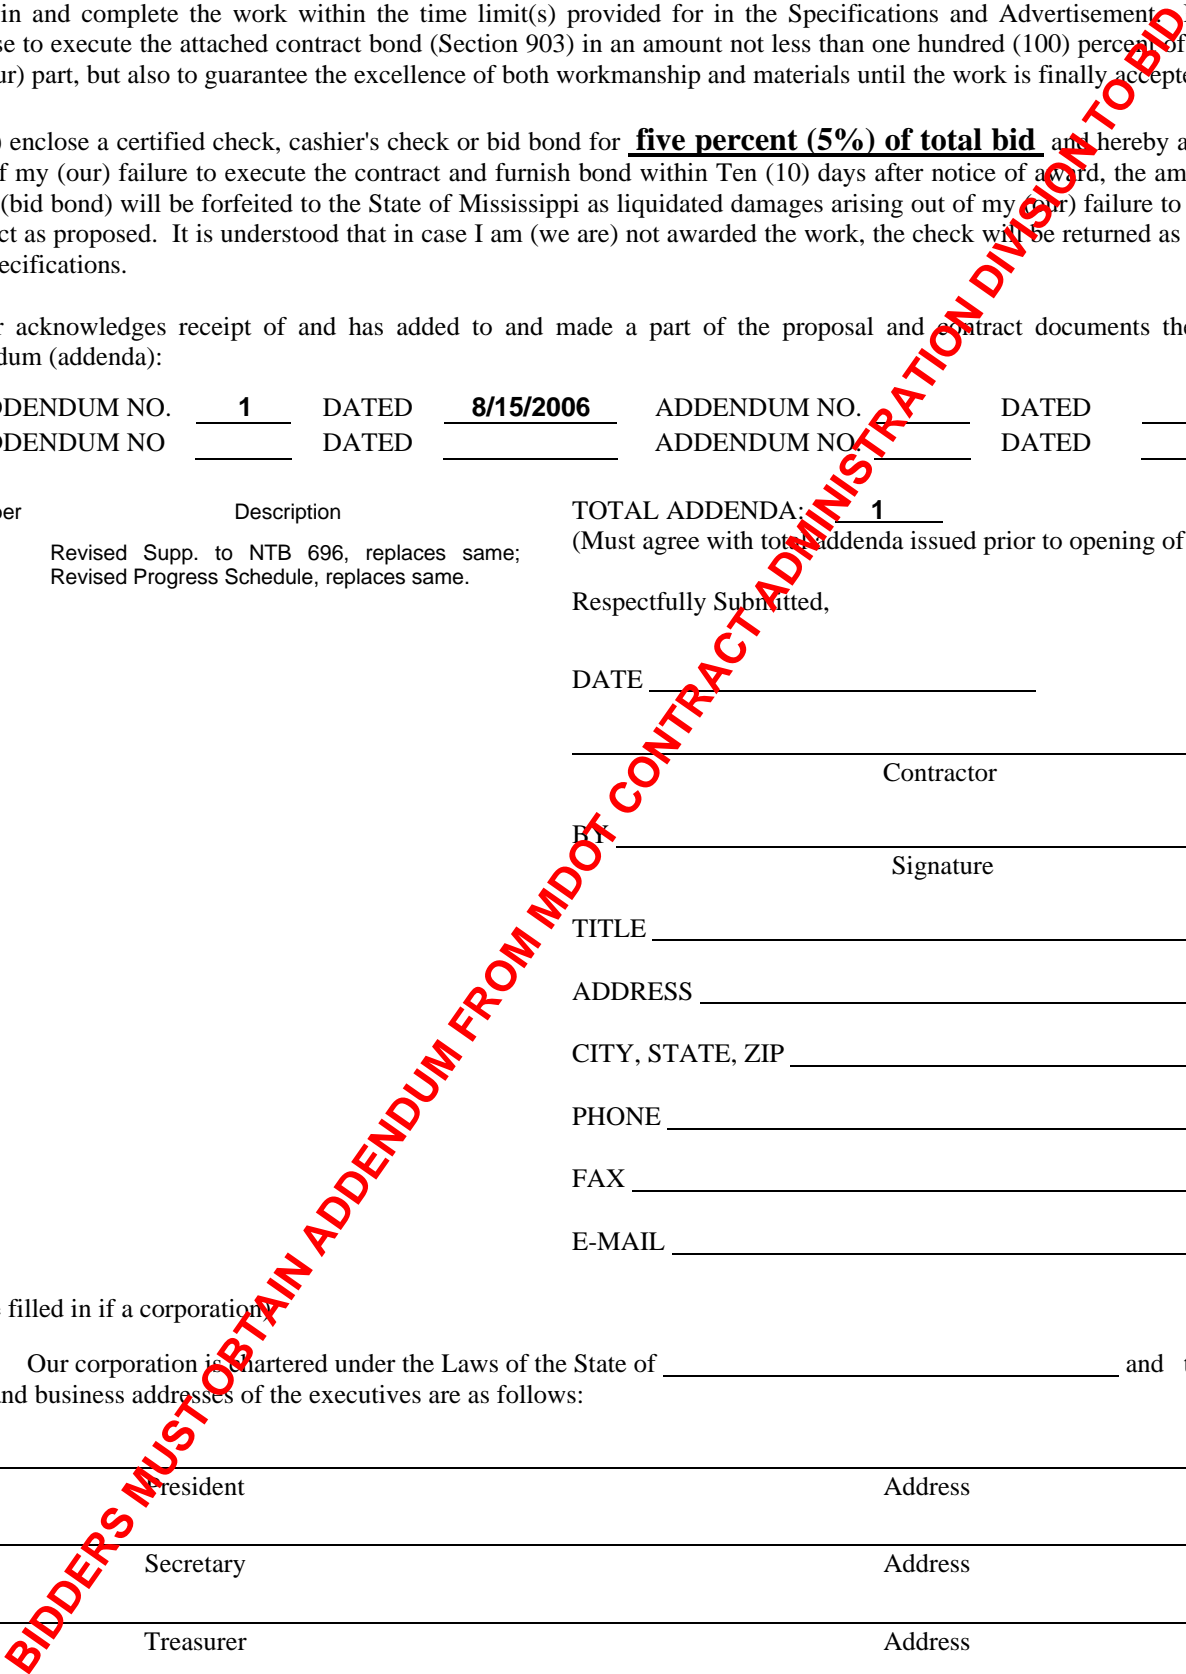 in and complete the work within the time limit(s) provided for in the Specifications and Advertisement.
se to execute the attached contract bond (Section 903) in an amount not less than one hundred (100) percent of
ur) part, but also to guarantee the excellence of both workmanship and materials until the work is finally accepte
) enclose a certified check, cashier's check or bid bond for five percent (5%) of total bid and hereby a
f my (our) failure to execute the contract and furnish bond within Ten (10) days after notice of award, the am
(bid bond) will be forfeited to the State of Mississippi as liquidated damages arising out of my (our) failure to
ct as proposed. It is understood that in case I am (we are) not awarded the work, the check will be returned as
ecifications.
r acknowledges receipt of and has added to and made a part of the proposal and contract documents the
dum (addenda):
DDENDUM NO. 1 DATED 8/15/2006 ADDENDUM NO. DATED
DDENDUM NO DATED ADDENDUM NO. DATED
ber Description TOTAL ADDENDA: 1
(Must agree with total addenda issued prior to opening of
Revised Supp. to NTB 696, replaces same;
Revised Progress Schedule, replaces same.
Respectfully Submitted,
DATE
Contractor
BY
Signature
TITLE
ADDRESS
CITY, STATE, ZIP
PHONE
FAX
E-MAIL
e filled in if a corporation)
Our corporation is chartered under the Laws of the State of and t
and business addresses of the executives are as follows:
President Address
Secretary Address
Treasurer Address
BIDDERS MUST OBTAIN ADDENDUM FROM MDOT CONTRACT ADMINISTRATION DIVISION TO BID